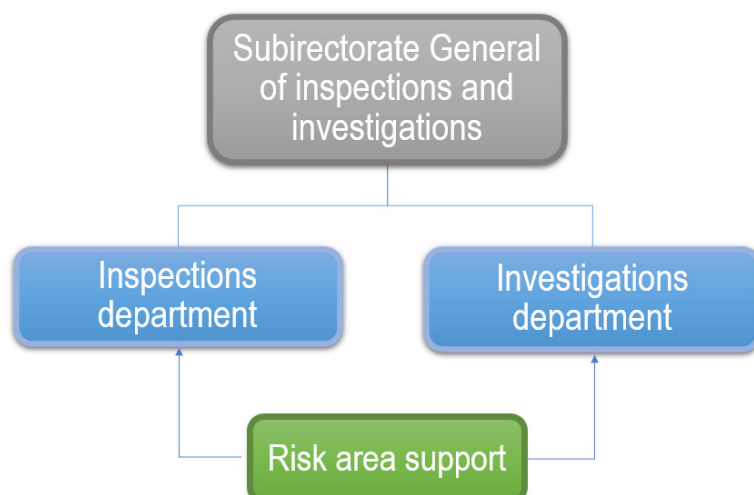 Subirectorate General
of inspections and
investigations
Inspections
department
Investigations
department
Risk area support